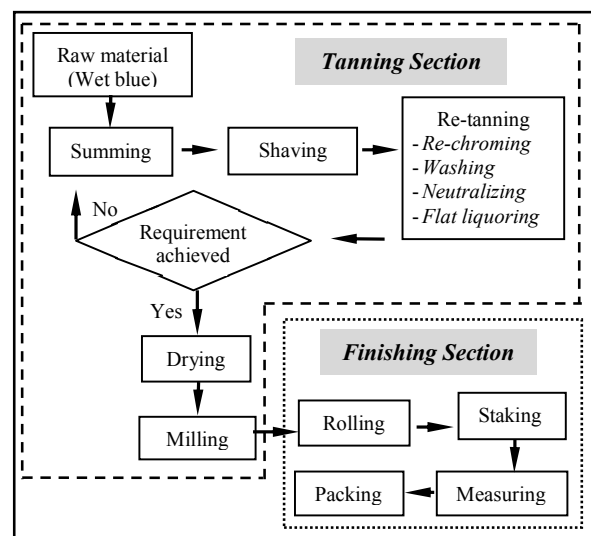 Raw material
(Wet blue)
Tanning Section
Summing
Shaving
Re-tanning
- Re-chroming
- Washing
- Neutralizing
- Flat liquoring
No
Requirement
achieved
Yes
Drying
Milling
Finishing Section
Rolling
Staking
Packing
Measuring